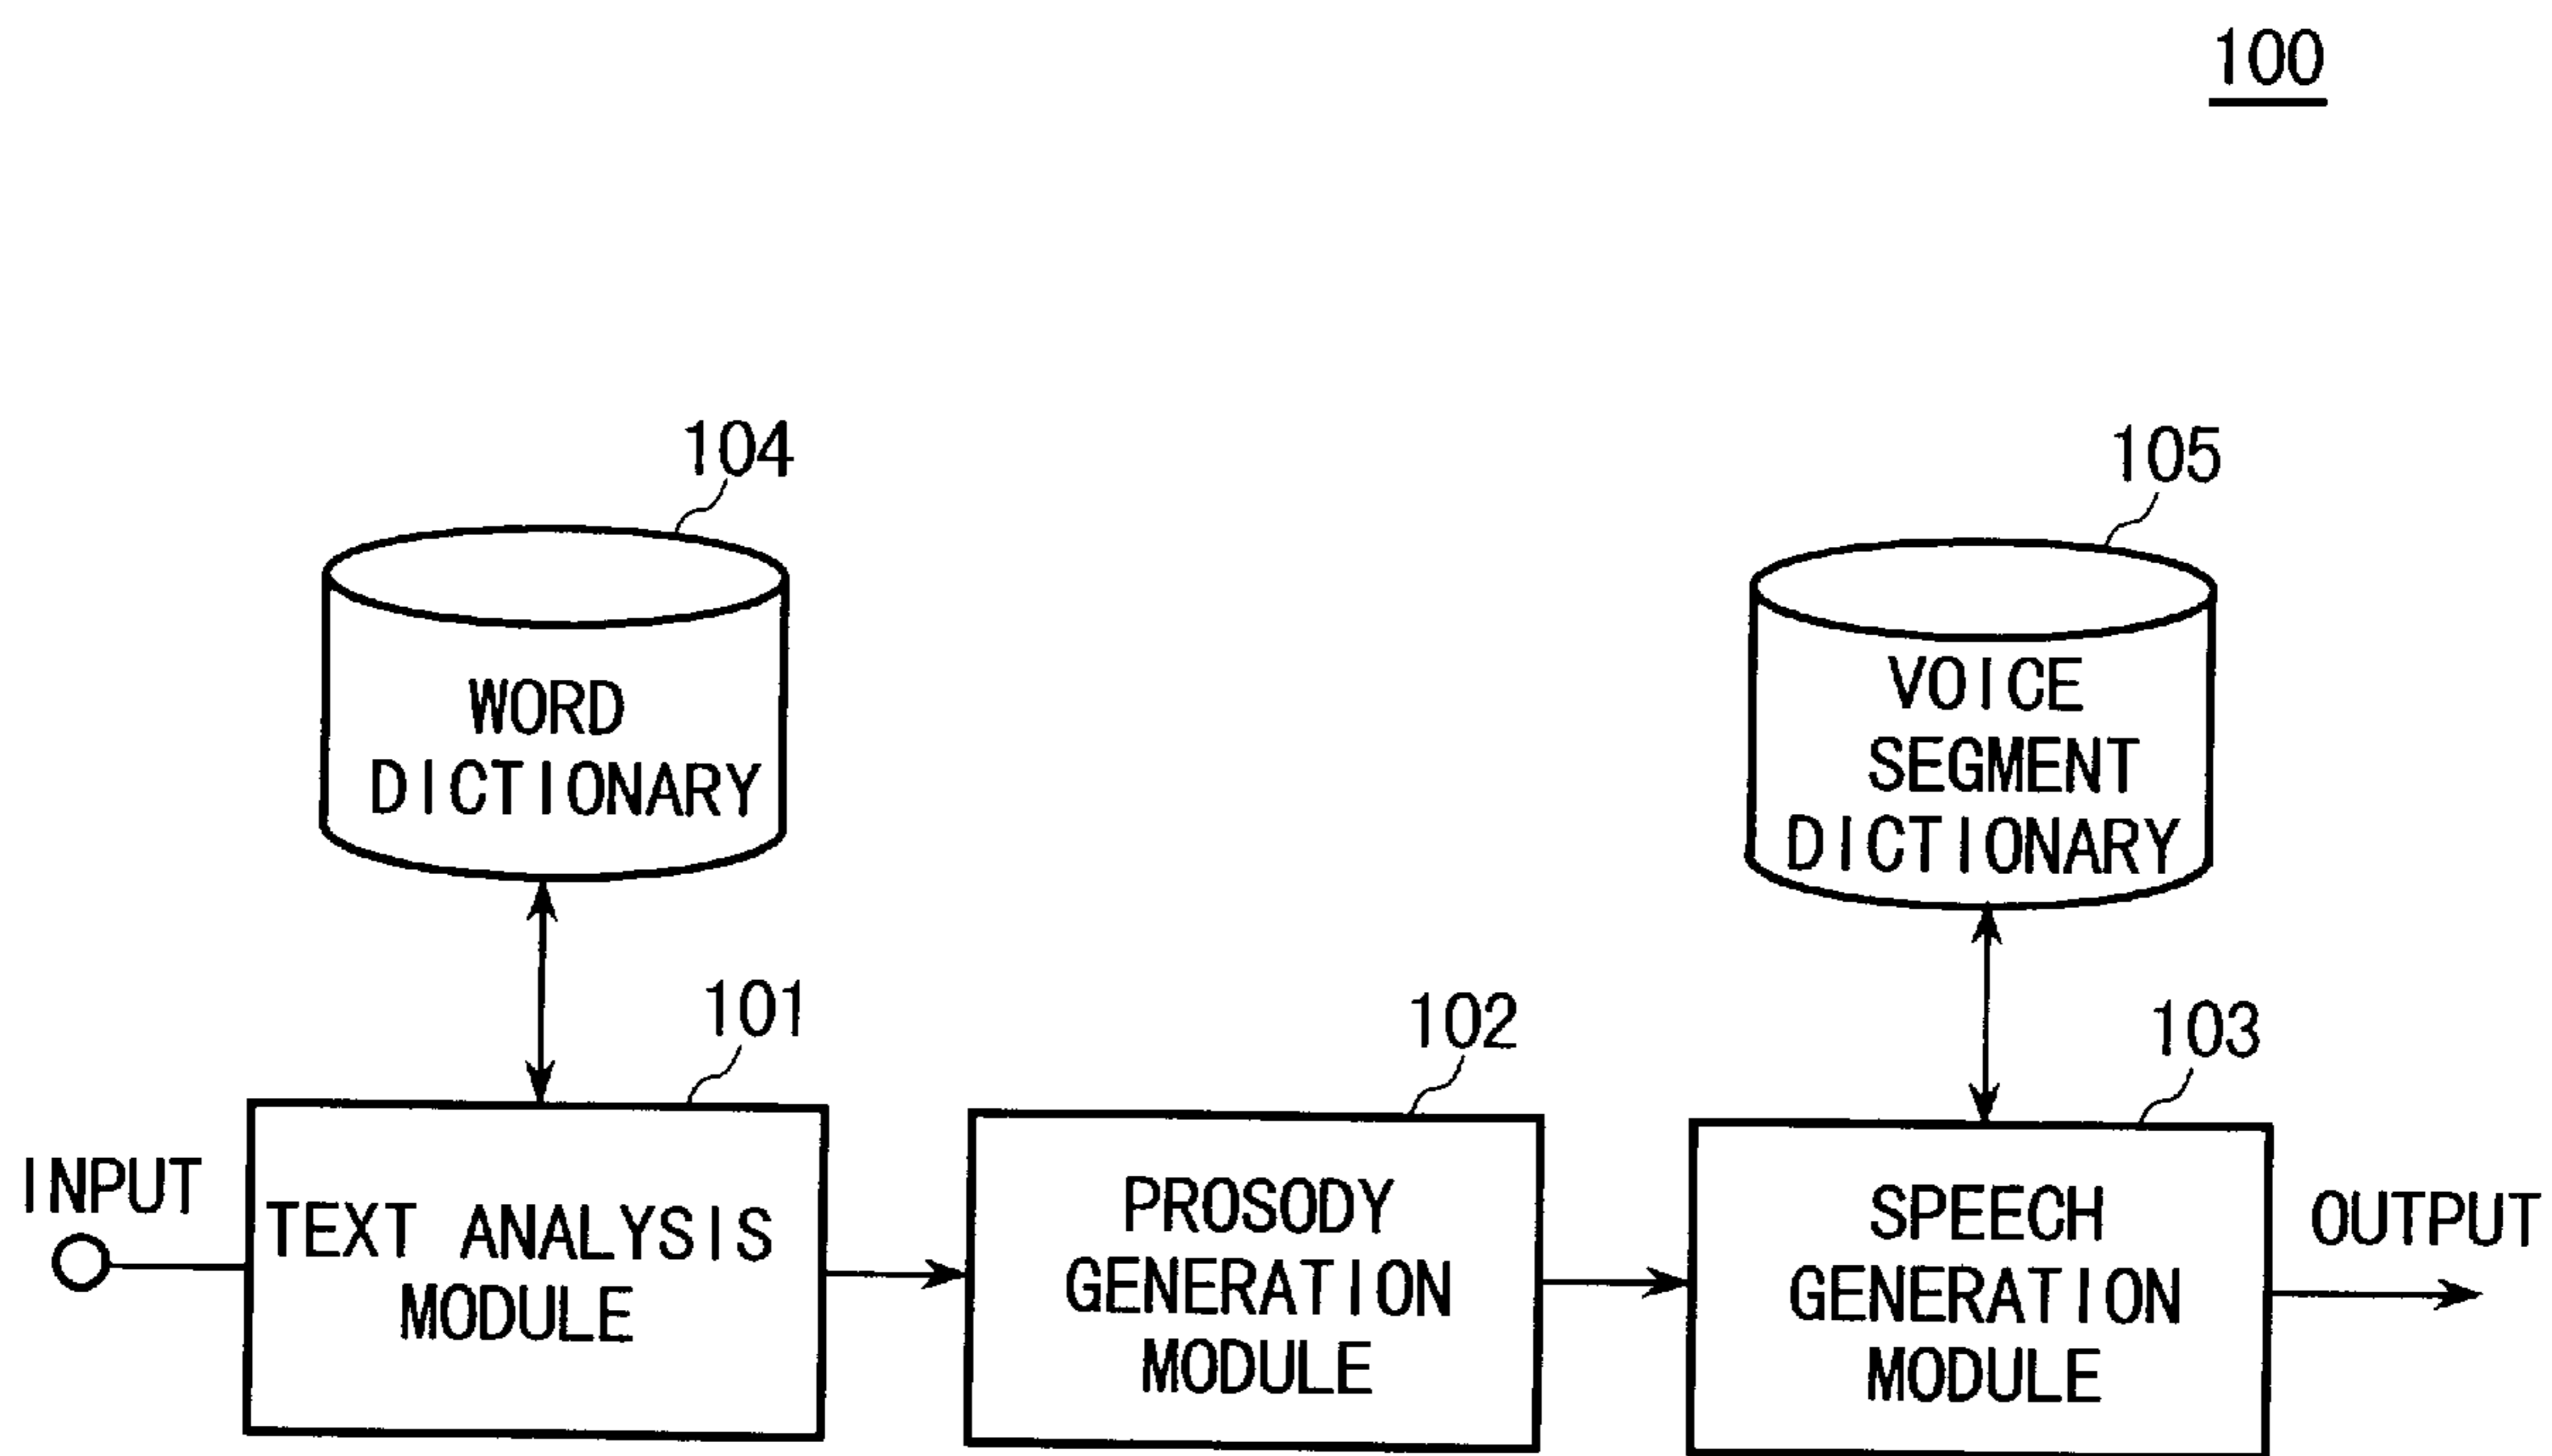 100
104
105
WORD
DICTIONARY
VOICE
SEGMENT
DICTIONARY
101
102
103
INPUT
TEXT ANALYSIS
MODULE
PROSODY
GENERATION
MODULE
SPEECH
GENERATION
MODULE
OUTPUT